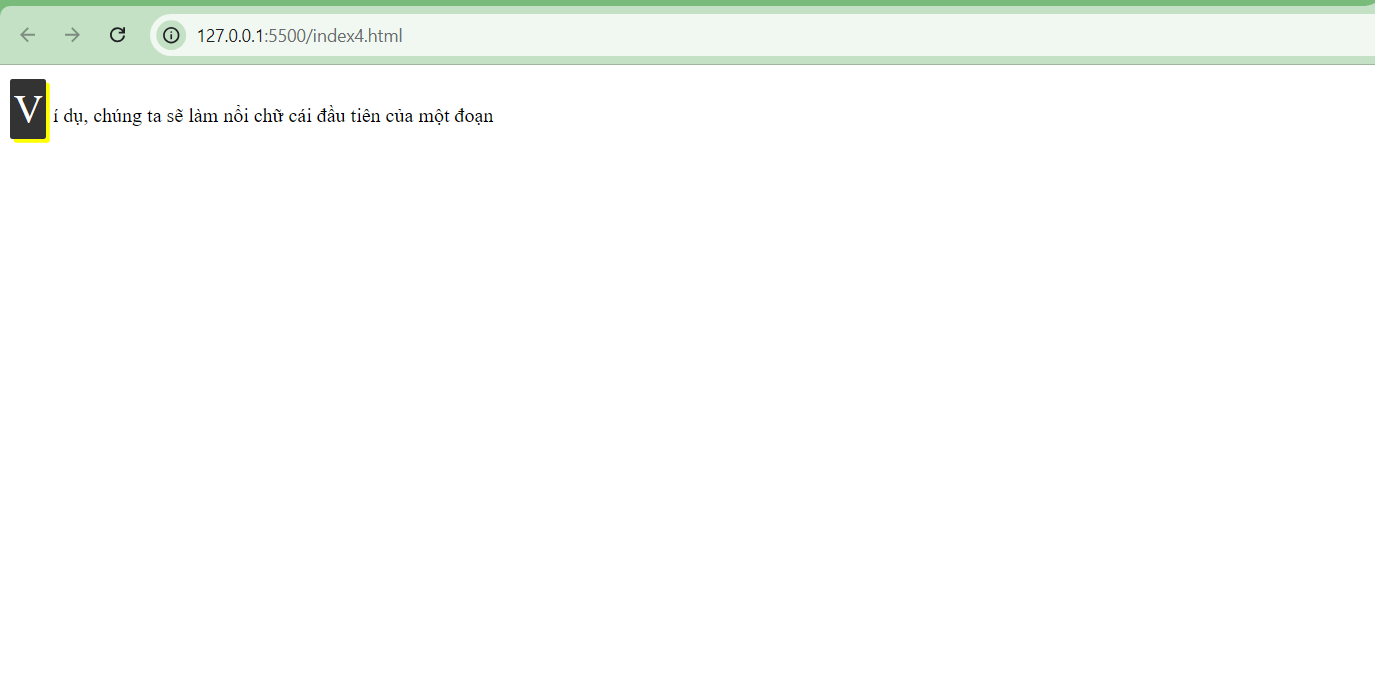 127.0.0.1:5500/index4.html
Ví dụ, chúng ta sẽ làm nổi chữ cái đầu tiên của một đoạn